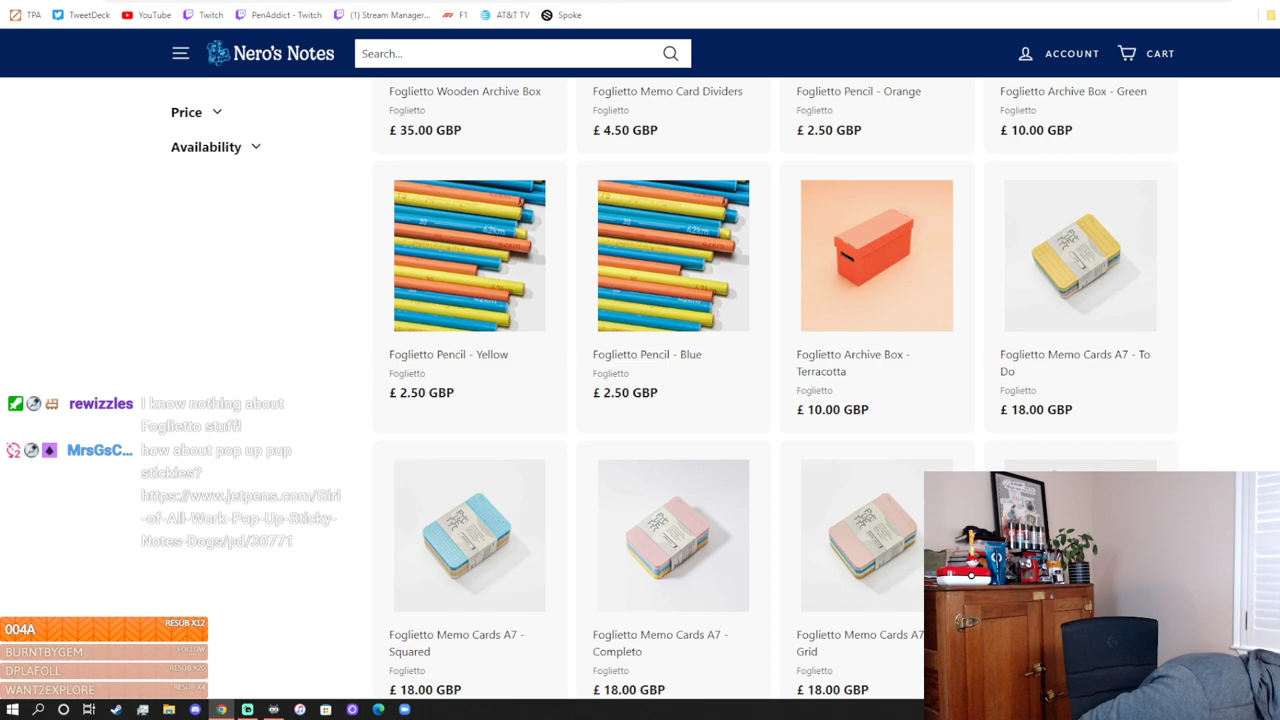 TPA TweetDeck YouTube Twitch PenAddict - Twitch (1) Stream Manager... F1 AT&T TV Spoke
Nero's Notes Search... ACCOUNT CART
Price
Availability
Foglietto Wooden Archive Box
Foglietto
£ 35.00 GBP
Foglietto Memo Card Dividers
Foglietto
£ 4.50 GBP
Foglietto Pencil - Orange
Foglietto
£ 2.50 GBP
Foglietto Archive Box - Green
Foglietto
£ 10.00 GBP
Foglietto Pencil - Yellow
Foglietto
£ 2.50 GBP
Foglietto Pencil - Blue
Foglietto
£ 2.50 GBP
Foglietto Archive Box -
Terracotta
Foglietto
£ 10.00 GBP
Foglietto Memo Cards A7 - To
Do
Foglietto
£ 18.00 GBP
Foglietto Memo Cards A7 -
Squared
Foglietto
£ 18.00 GBP
Foglietto Memo Cards A7 -
Completo
Foglietto
£ 18.00 GBP
Foglietto Memo Cards A7
Grid
Foglietto
£ 18.00 GBP
rewizzles I know nothing about
Foglietto stuff!
MrsGsC... how about pop up pup
stickies?
https://www.jetpens.com/Girl
-of-All-Work-Pop-Up-Sticky-
Notes-Dogs/pd/30771
004A RESUB X12
BURNTBYGEM FOLLOW
DPLAFOLL RESUB X20
WANT2EXPLORE RESUB X4